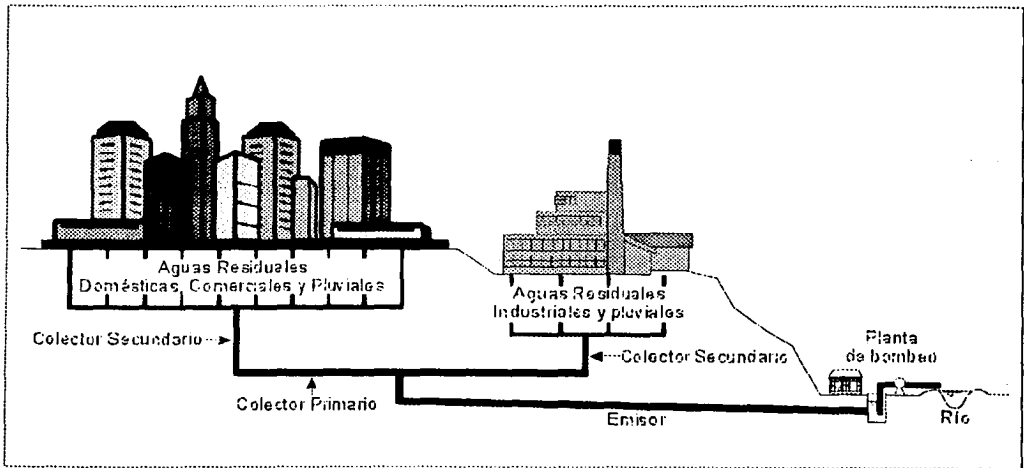 Aguas Residuales
Domésticas, Comerciales y Pluviales
Aguas Residuales
Industriales y pluviales
Colector Secundario
Colector Secundario
Planta
de bombeo
Colector Primario
Emisor
Río